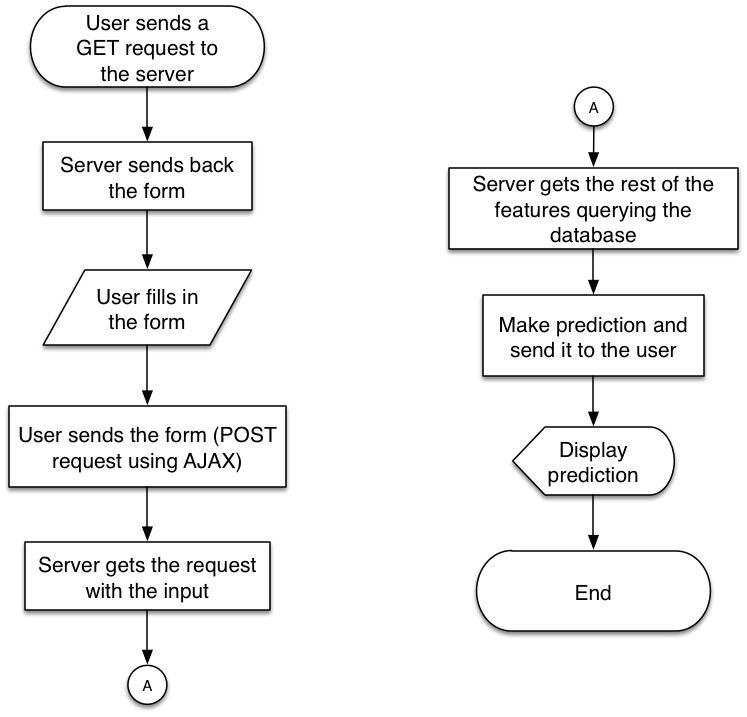 User sends a
GET request to
the server
Server sends back
the form
User fills in
the form
User sends the form (POST
request using AJAX)
Server gets the request
with the input
A
A
Server gets the rest of the
features querying the
database
Make prediction and
send it to the user
Display
prediction
End